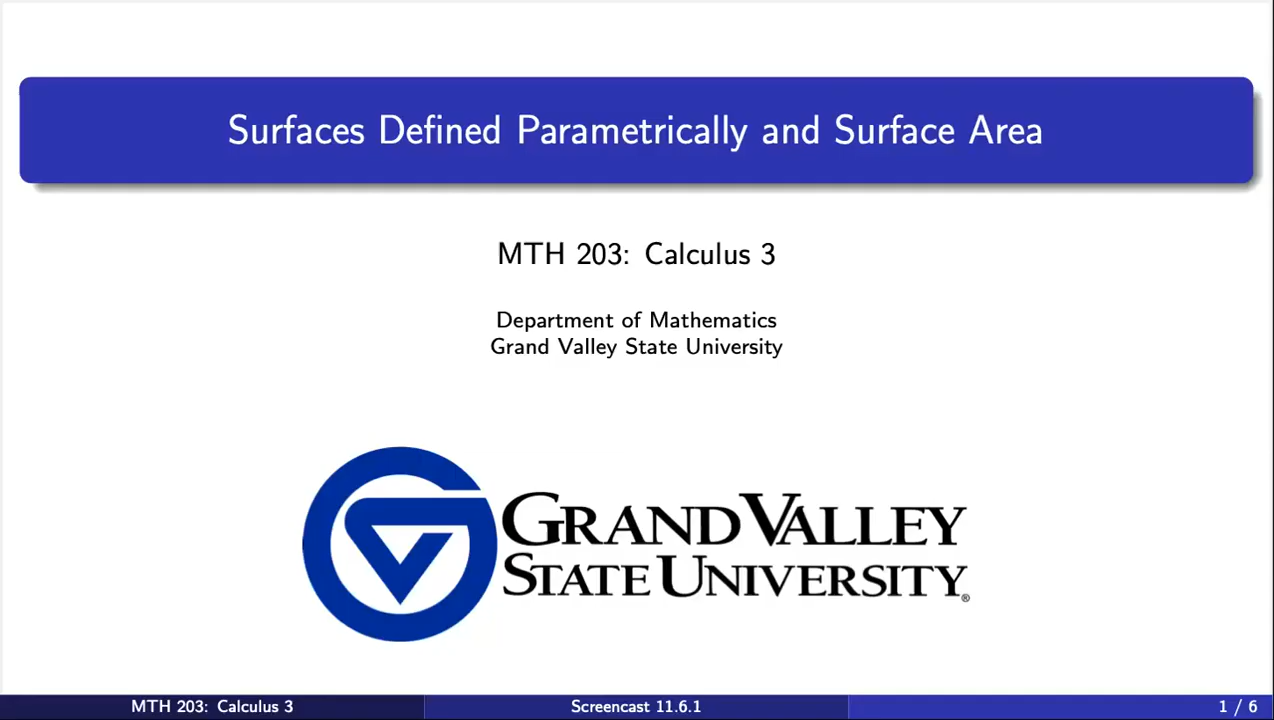 Surfaces Defined Parametrically and Surface Area
MTH 203: Calculus 3
Department of Mathematics
Grand Valley State University
GRAND VALLEY
STATE UNIVERSITY®
MTH 203: Calculus 3 Screencast 11.6.1 1 / 6